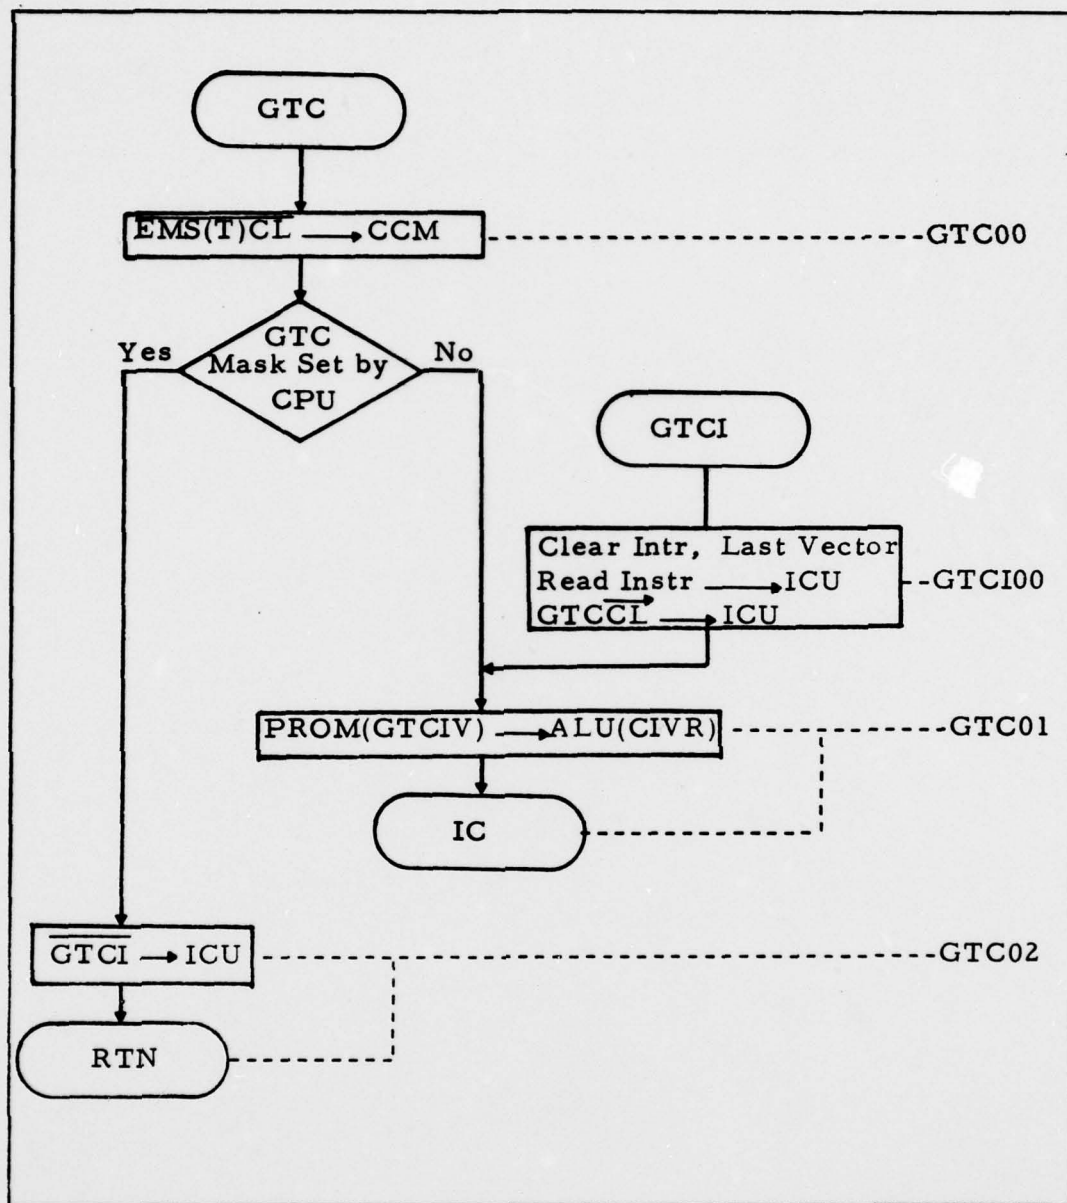 GTC
EMS(T)CL → CCM
GTC00
GTC
Mask Set by
CPU
Yes
No
GTCI
Clear Intr, Last Vector
Read Instr → ICU
GTCCL → ICU
GTCI00
PROM(GTCIV) → ALU(CIVR)
GTC01
IC
GTCI → ICU
GTC02
RTN